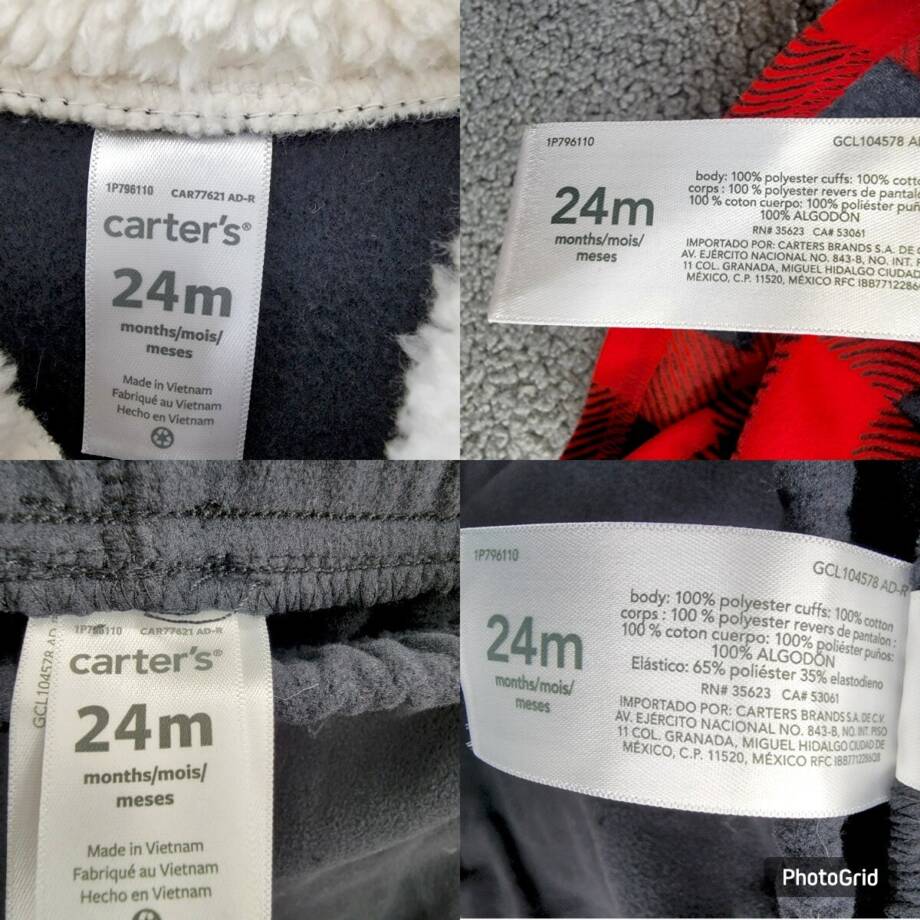 1P796110 CAR77621 AD-R
carter's®
24m
months/mois/
meses
Made in Vietnam
Fabriqué au Vietnam
Hecho en Vietnam
1P796110
GCL104578
24m
months/mois/
meses
body: 100% polyester cuffs: 100%
corps : 100 % polyester revers de
100 % coton cuerpo: 100% poliéster
100% ALGODÓN
RN# 35623 CA# 53061
IMPORTADO POR: CARTERS BRANDS S.A. DE
AV. EJÉRCITO NACIONAL NO. 843-B, NO. INT.
11 COL. GRANADA, MIGUEL HIDALGO
MÉXICO, C.P. 11520, MÉXICO RFC
GCL104578
1P796110 CAR77621 AD-R
carter's®
24m
months/mois/
meses
Made in Vietnam
Fabriqué au Vietnam
Hecho en Vietnam
1P796110
GCL104578 AD-R
24m
months/mois/
meses
body: 100% polyester cuffs: 100% cotton
corps : 100 % polyester revers de pantalon :
100 % coton cuerpo: 100% poliéster puños:
100% ALGODÓN
Elástico: 65% poliéster 35% elastodieno
RN# 35623 CA# 53061
IMPORTADO POR: CARTERS BRANDS S.A. DE C.V.
AV. EJÉRCITO NACIONAL NO. 843-B, NO. INT. PISO
11 COL. GRANADA, MIGUEL HIDALGO CIUDAD DE
MÉXICO, C.P. 11520, MÉXICO RFC IBB7712286Q8
PhotoGrid